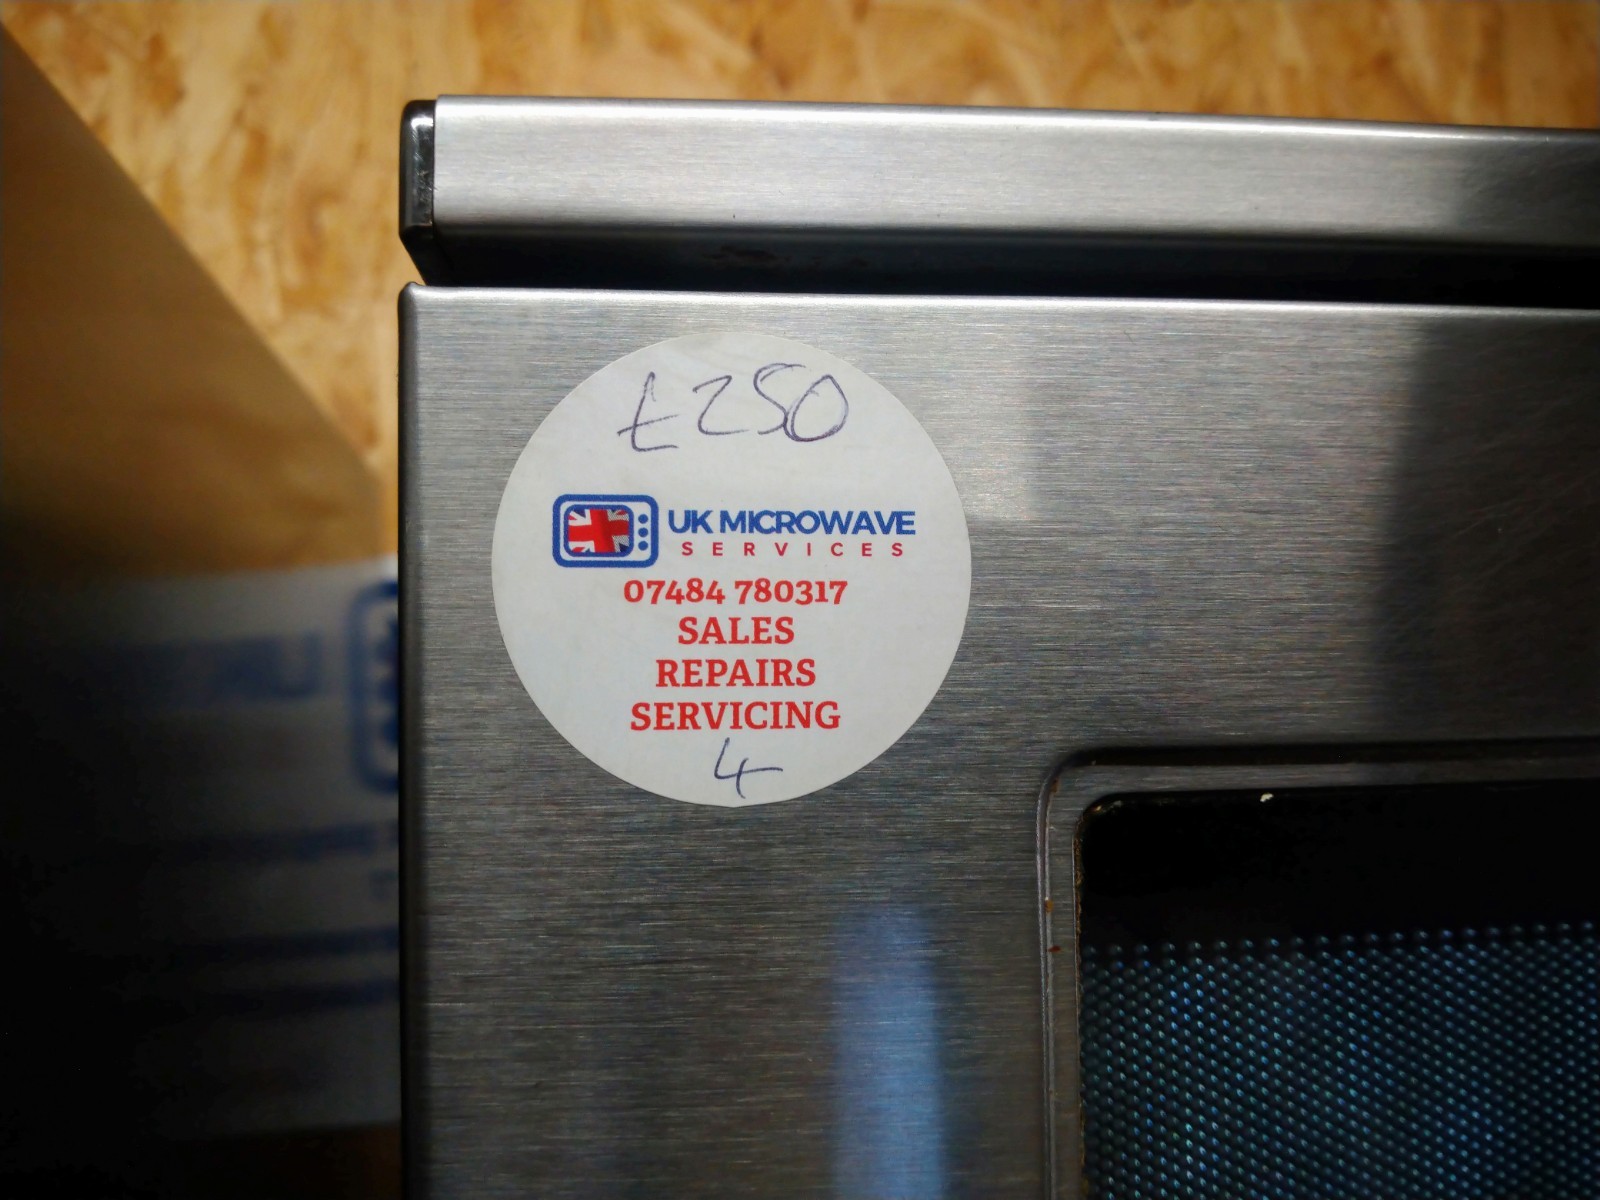 £250
UK MICROWAVE
SERVICES
07484 780317
SALES
REPAIRS
SERVICING
4